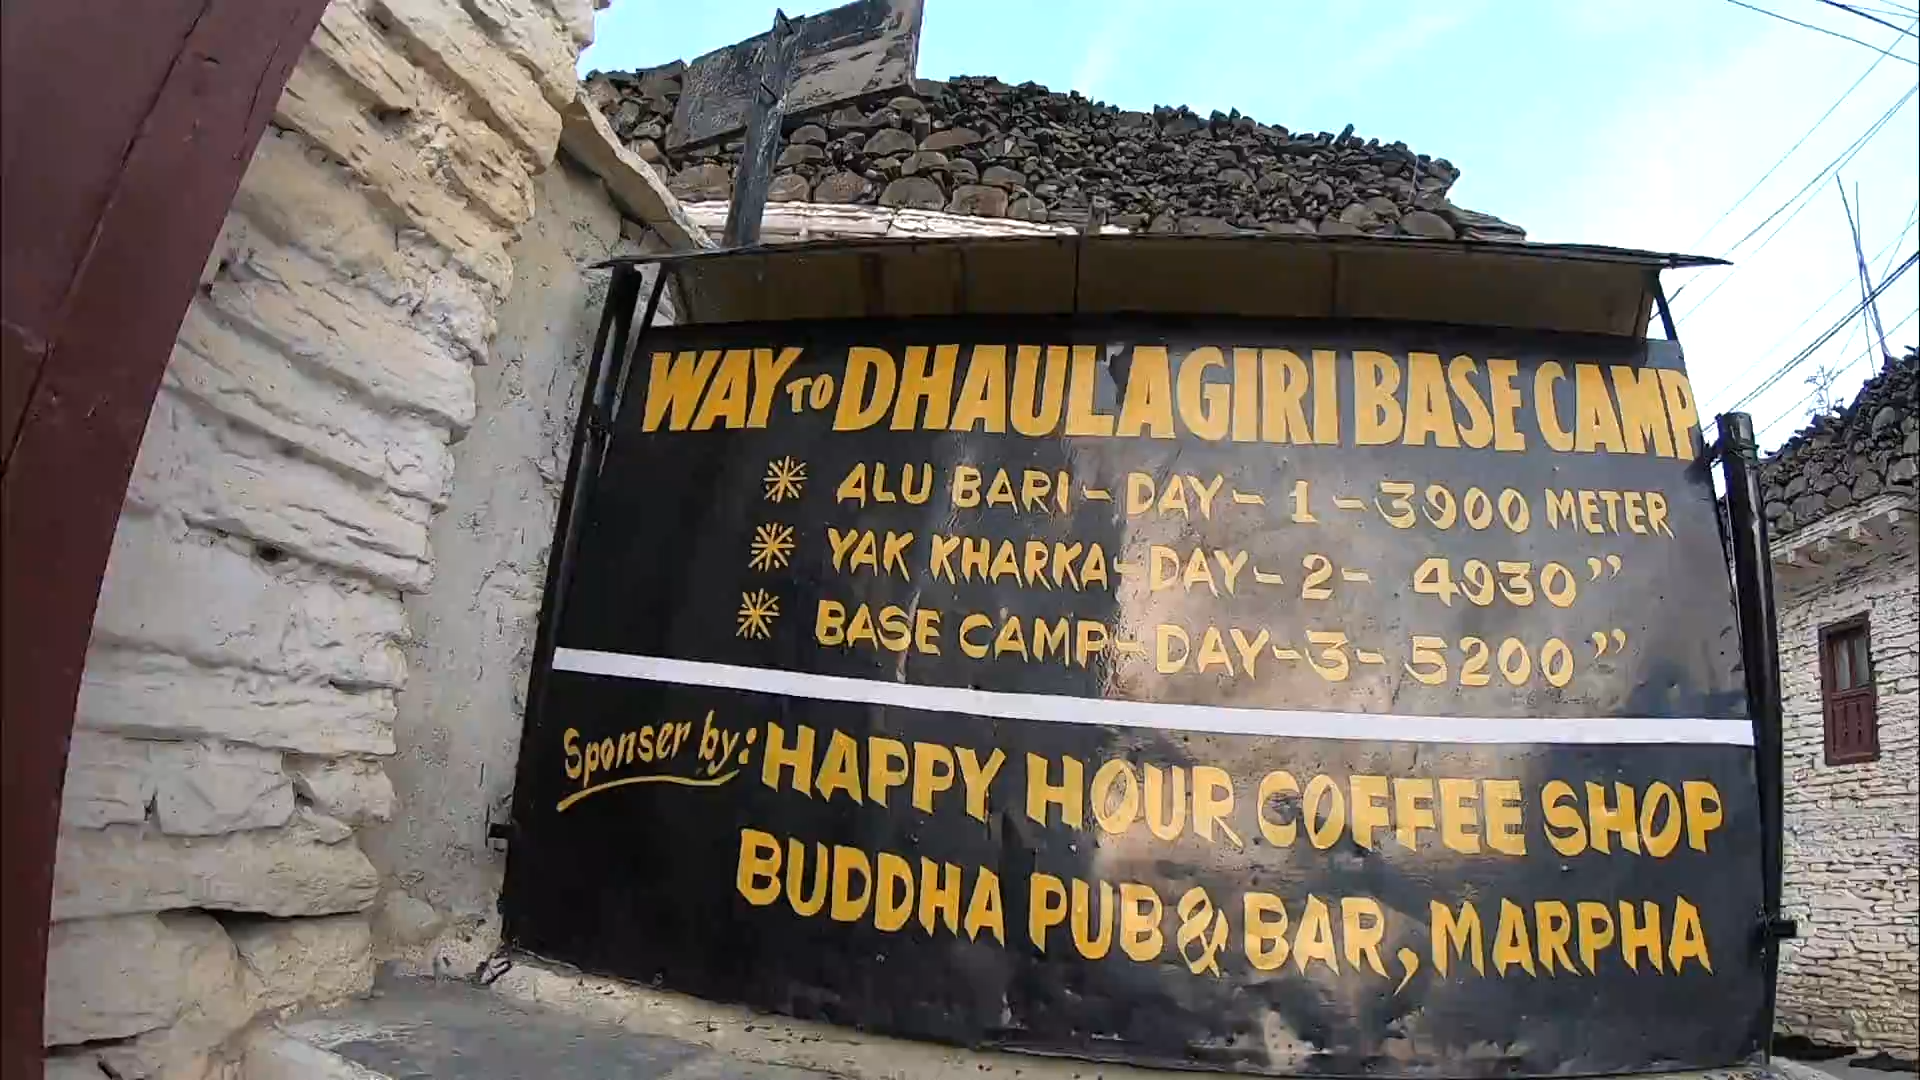 WAY TO DHAULAGIRI BASE CAMP
ALU BARI - DAY - 1 - 3900 METER
YAK KHARKA - DAY - 2 - 4930 ”
BASE CAMP - DAY - 3 - 5200 ”
Sponser by: HAPPY HOUR COFFEE SHOP
BUDDHA PUB & BAR, MARPHA